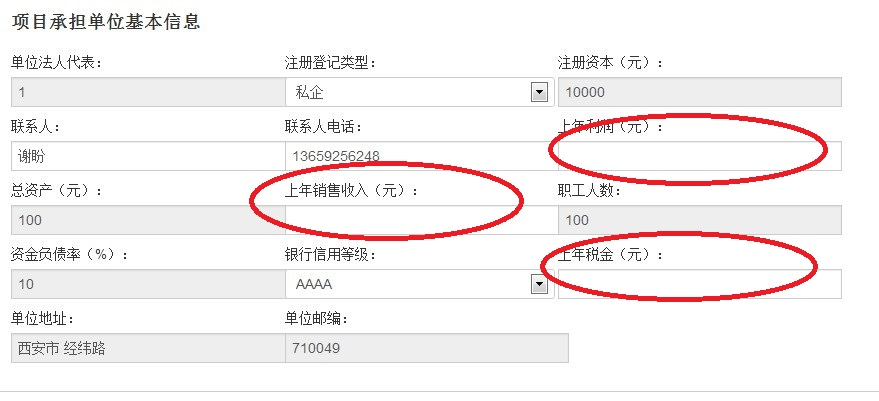 项目承担单位基本信息
单位法人代表： 注册登记类型： 注册资本（元）：
1 私企 10000
联系人： 联系人电话： 上年利润（元）：
谢盼 13659256248
总资产（元）： 上年销售收入（元）： 职工人数：
100 100
资金负债率（%）： 银行信用等级： 上年税金（元）：
10 AAAA
单位地址： 单位邮编：
西安市 经纬路 710049